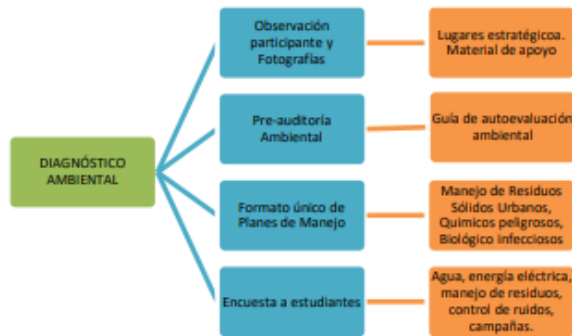 Observación
participante y
Fotografías
Lugares estratégicoa.
Material de apoyo
Pre-auditoría
Ambiental
Guía de autoevaluación
ambiental
DIAGNÓSTICO
AMBIENTAL
Formato único de
Planes de Manejo
Manejo de Residuos
Sólidos Urbanos,
Químicos peligrosos,
Biológico infecciosos
Encuesta a estudiantes
Agua, energía eléctrica,
manejo de residuos,
control de ruidos,
campañas.